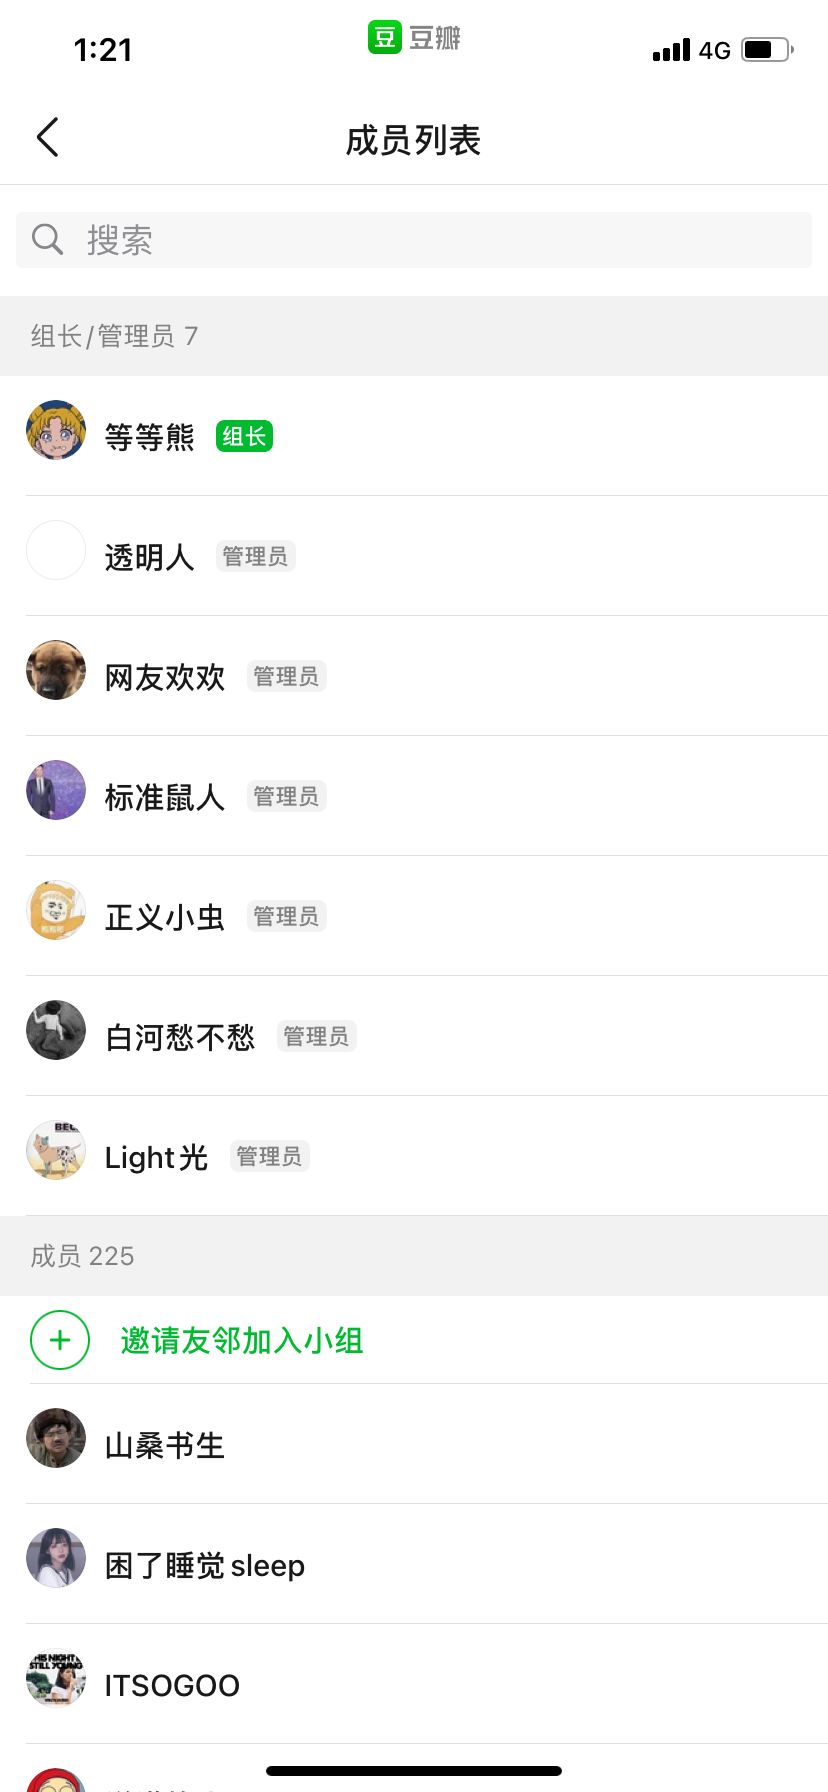 1:21
豆 豆瓣
4G
成员列表
搜索
组长/管理员 7
等等熊 组长
透明人 管理员
网友欢欢 管理员
标准鼠人 管理员
正义小虫 管理员
白河愁不愁 管理员
Light光 管理员
成员 225
邀请友邻加入小组
山桑书生
困了睡觉sleep
ITSOGOO